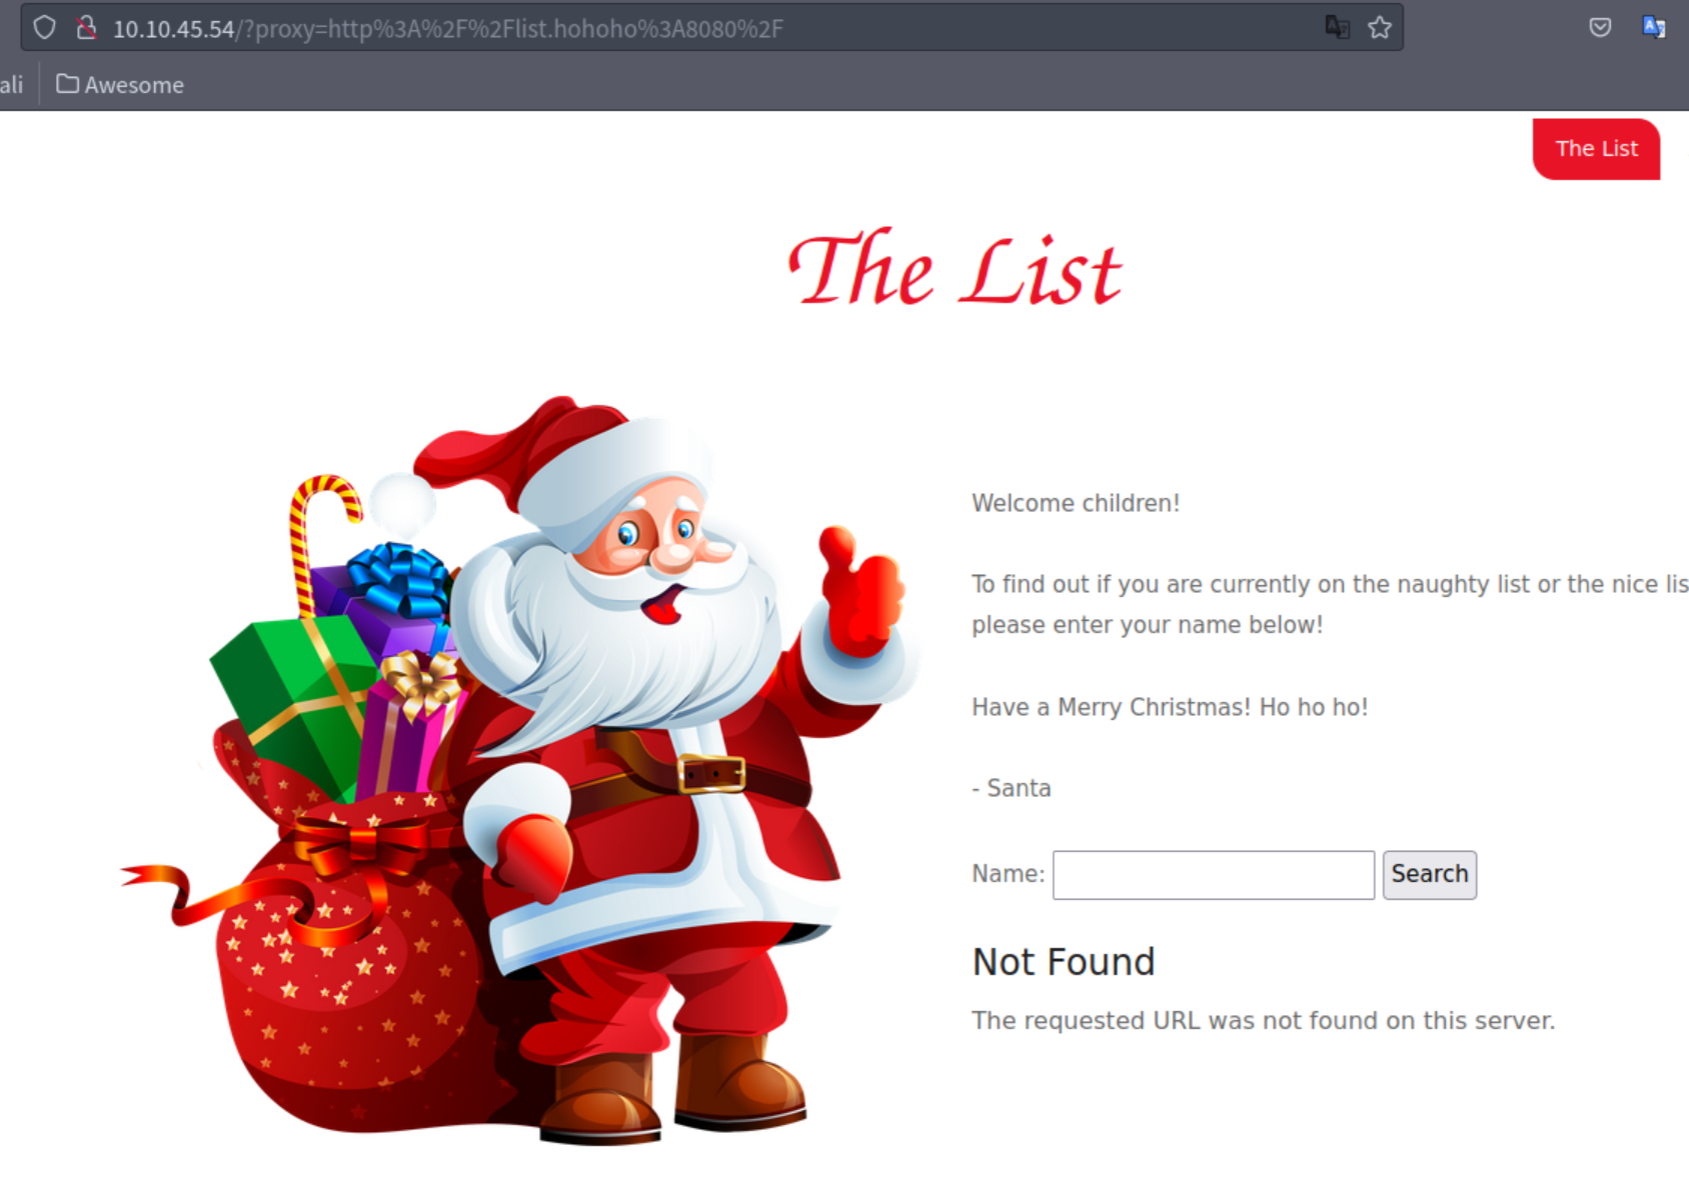 10.10.45.54/?proxy=http%3A%2F%2Flist.hohoho%3A8080%2F
ali Awesome
The List
The List
Welcome children!
To find out if you are currently on the naughty list or the nice lis
please enter your name below!
Have a Merry Christmas! Ho ho ho!
- Santa
Name: Search
Not Found
The requested URL was not found on this server.